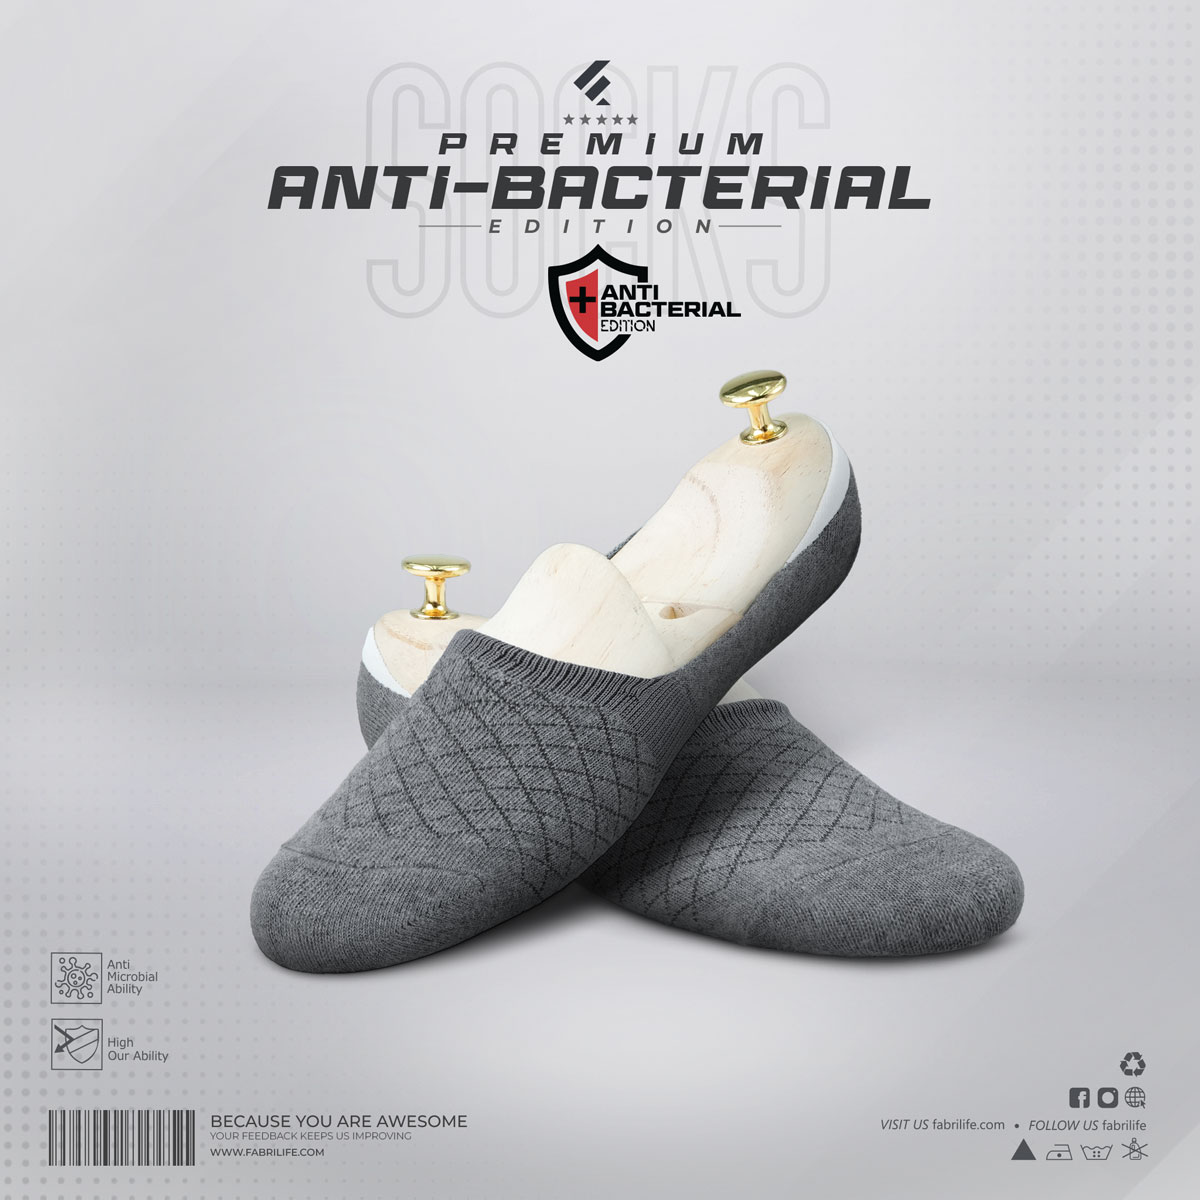 SOCKS
PREMiUM
ANTi-BACTERiAL
EDITION
ANTI
BACTERIAL
EDITION
Anti
Microbial
Ability
High
Our Ability
BECAUSE YOU ARE AWESOME
YOUR FEEDBACK KEEPS US IMPROVING
WWW.FABRILIFE.COM
VISIT US fabrilife.com • FOLLOW US fabrilife